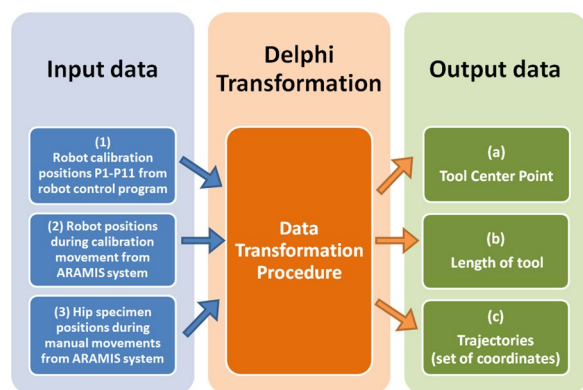 Input data
(1)
Robot calibration
positions P1-P11 from
robot control program
(2) Robot positions
during calibration
movement from
ARAMIS system
(3) Hip specimen
positions during
manual movements
from ARAMIS system
Delphi
Transformation
Data
Transformation
Procedure
Output data
(a)
Tool Center Point
(b)
Length of tool
(c)
Trajectories
(set of coordinates)